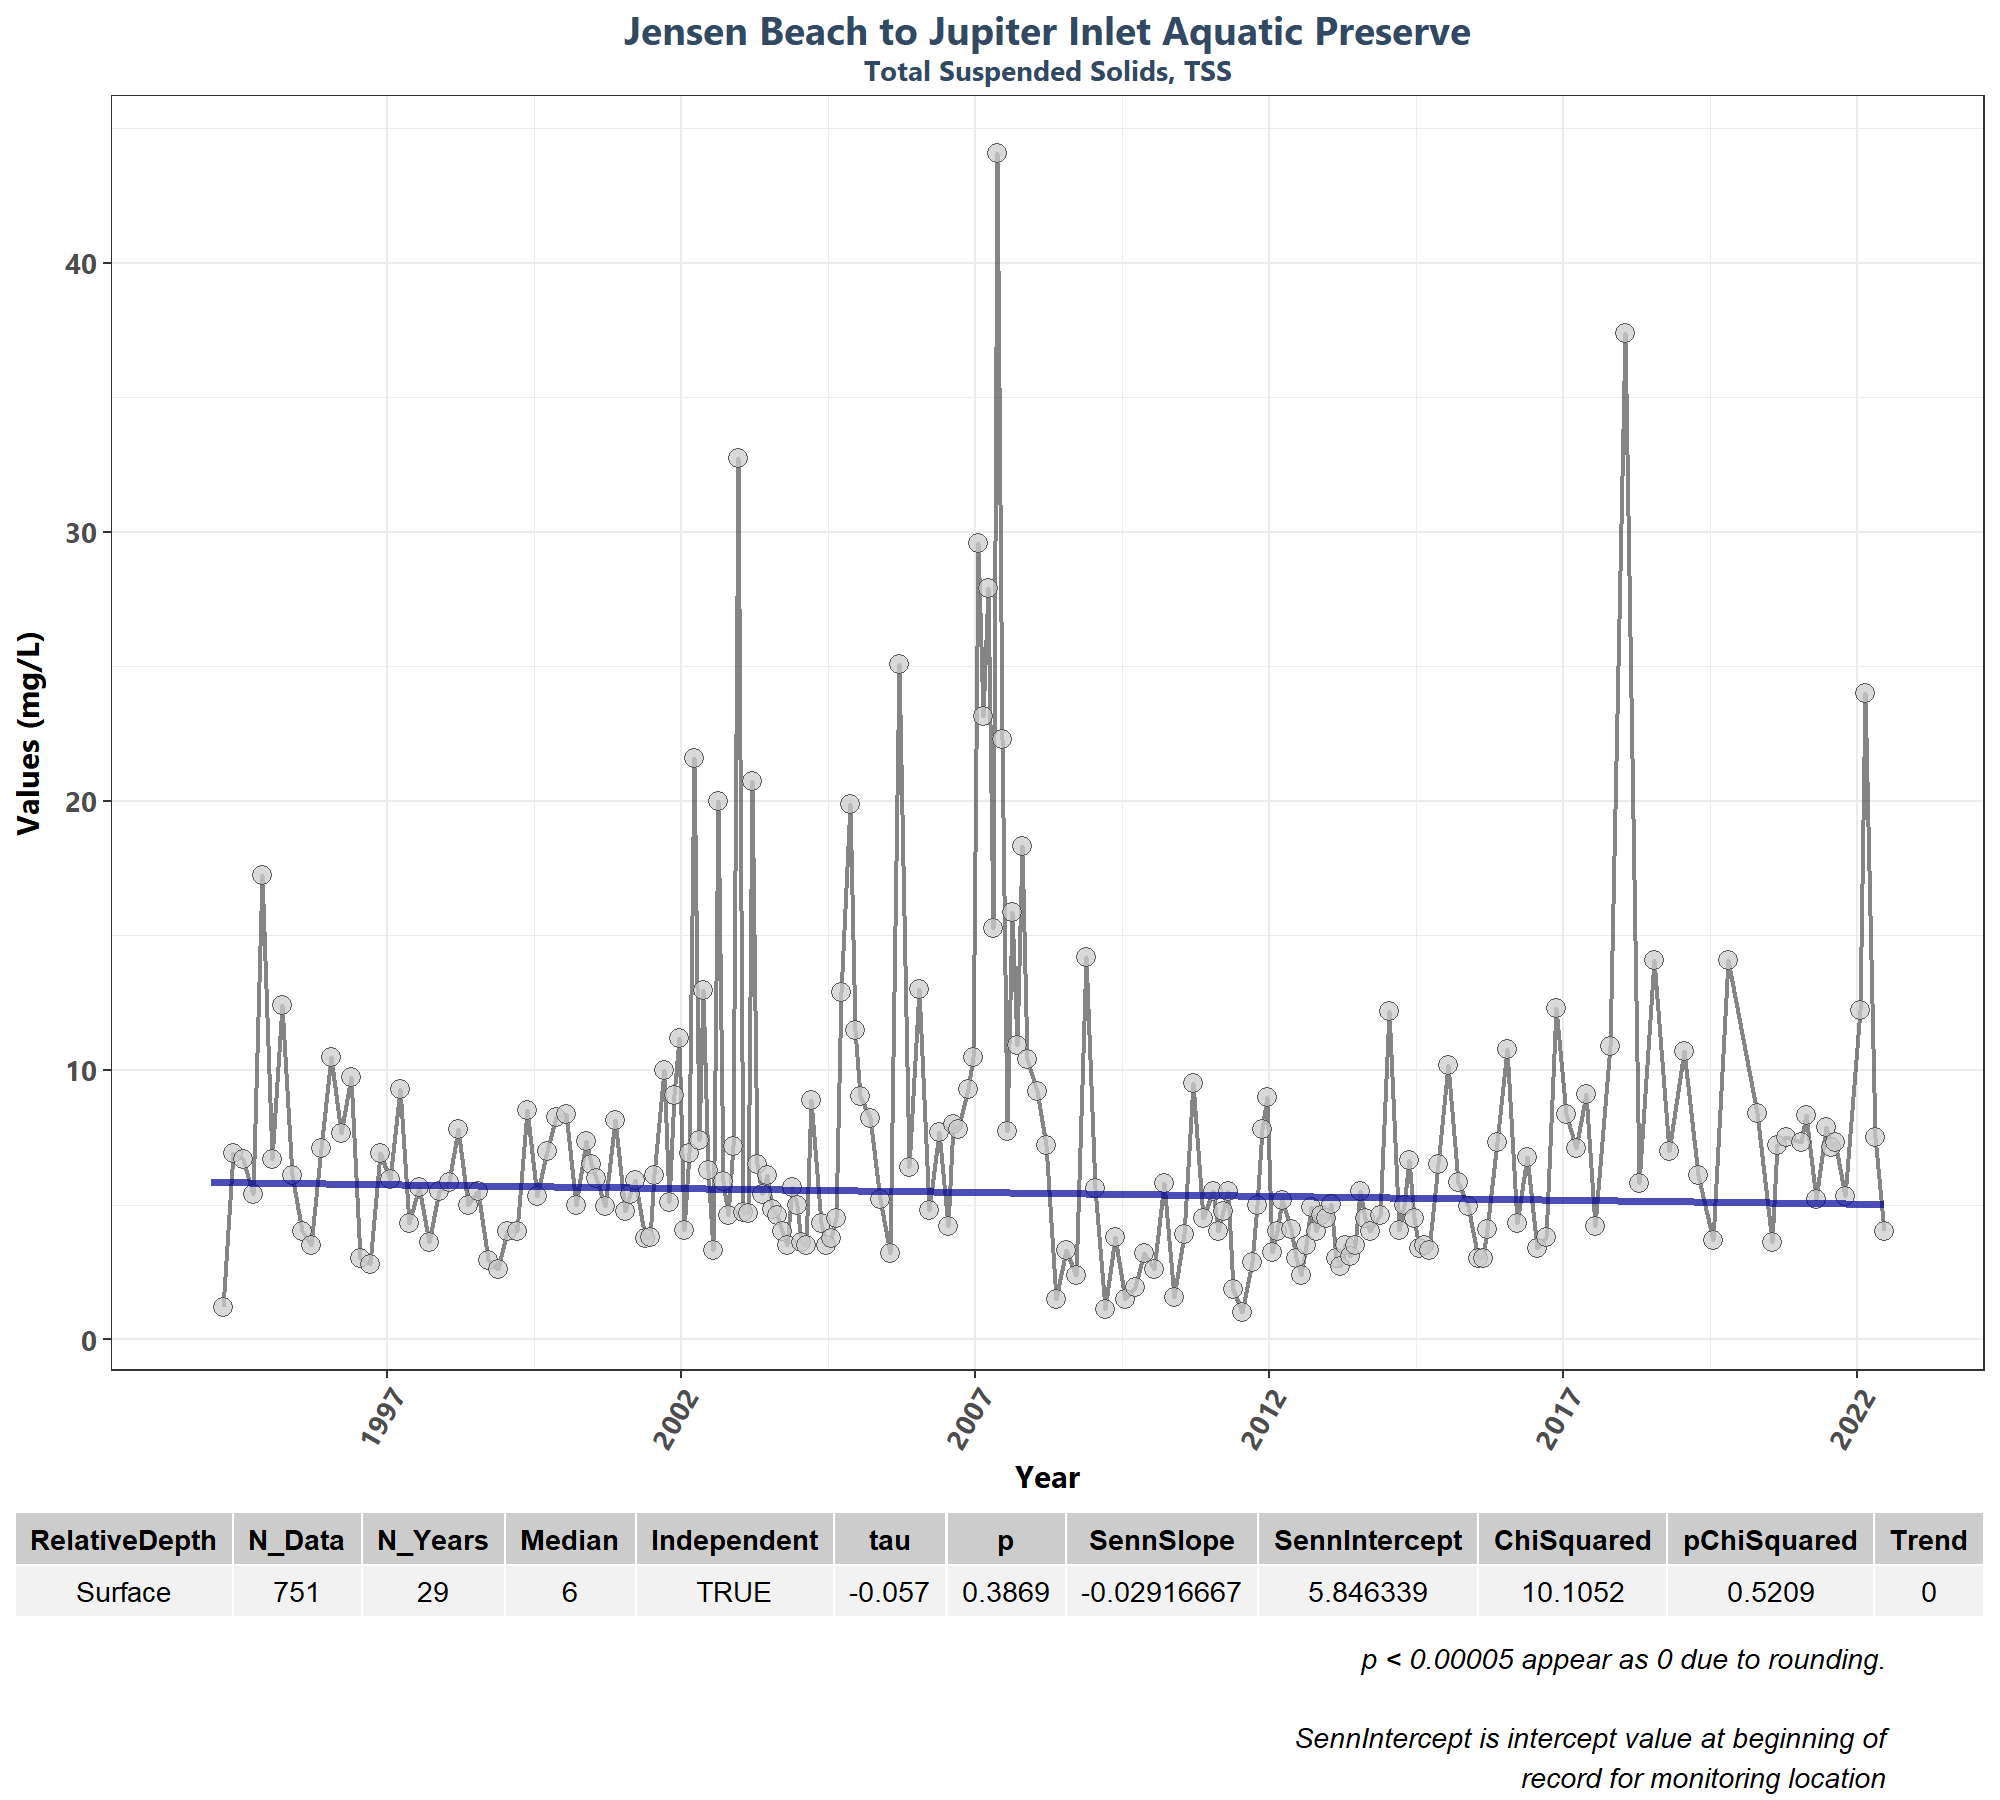 Jensen Beach to Jupiter Inlet Aquatic Preserve
Total Suspended Solids, TSS
Values (mg/L)
40
30
20
10
0
1997 2002 2007 2012 2017 2022
Year
RelativeDepth N_Data N_Years Median Independent tau p SennSlope SennIntercept ChiSquared pChiSquared Trend
Surface 751 29 6 TRUE -0.057 0.3869 -0.02916667 5.846339 10.1052 0.5209 0
p < 0.00005 appear as 0 due to rounding.
SennIntercept is intercept value at beginning of
record for monitoring location